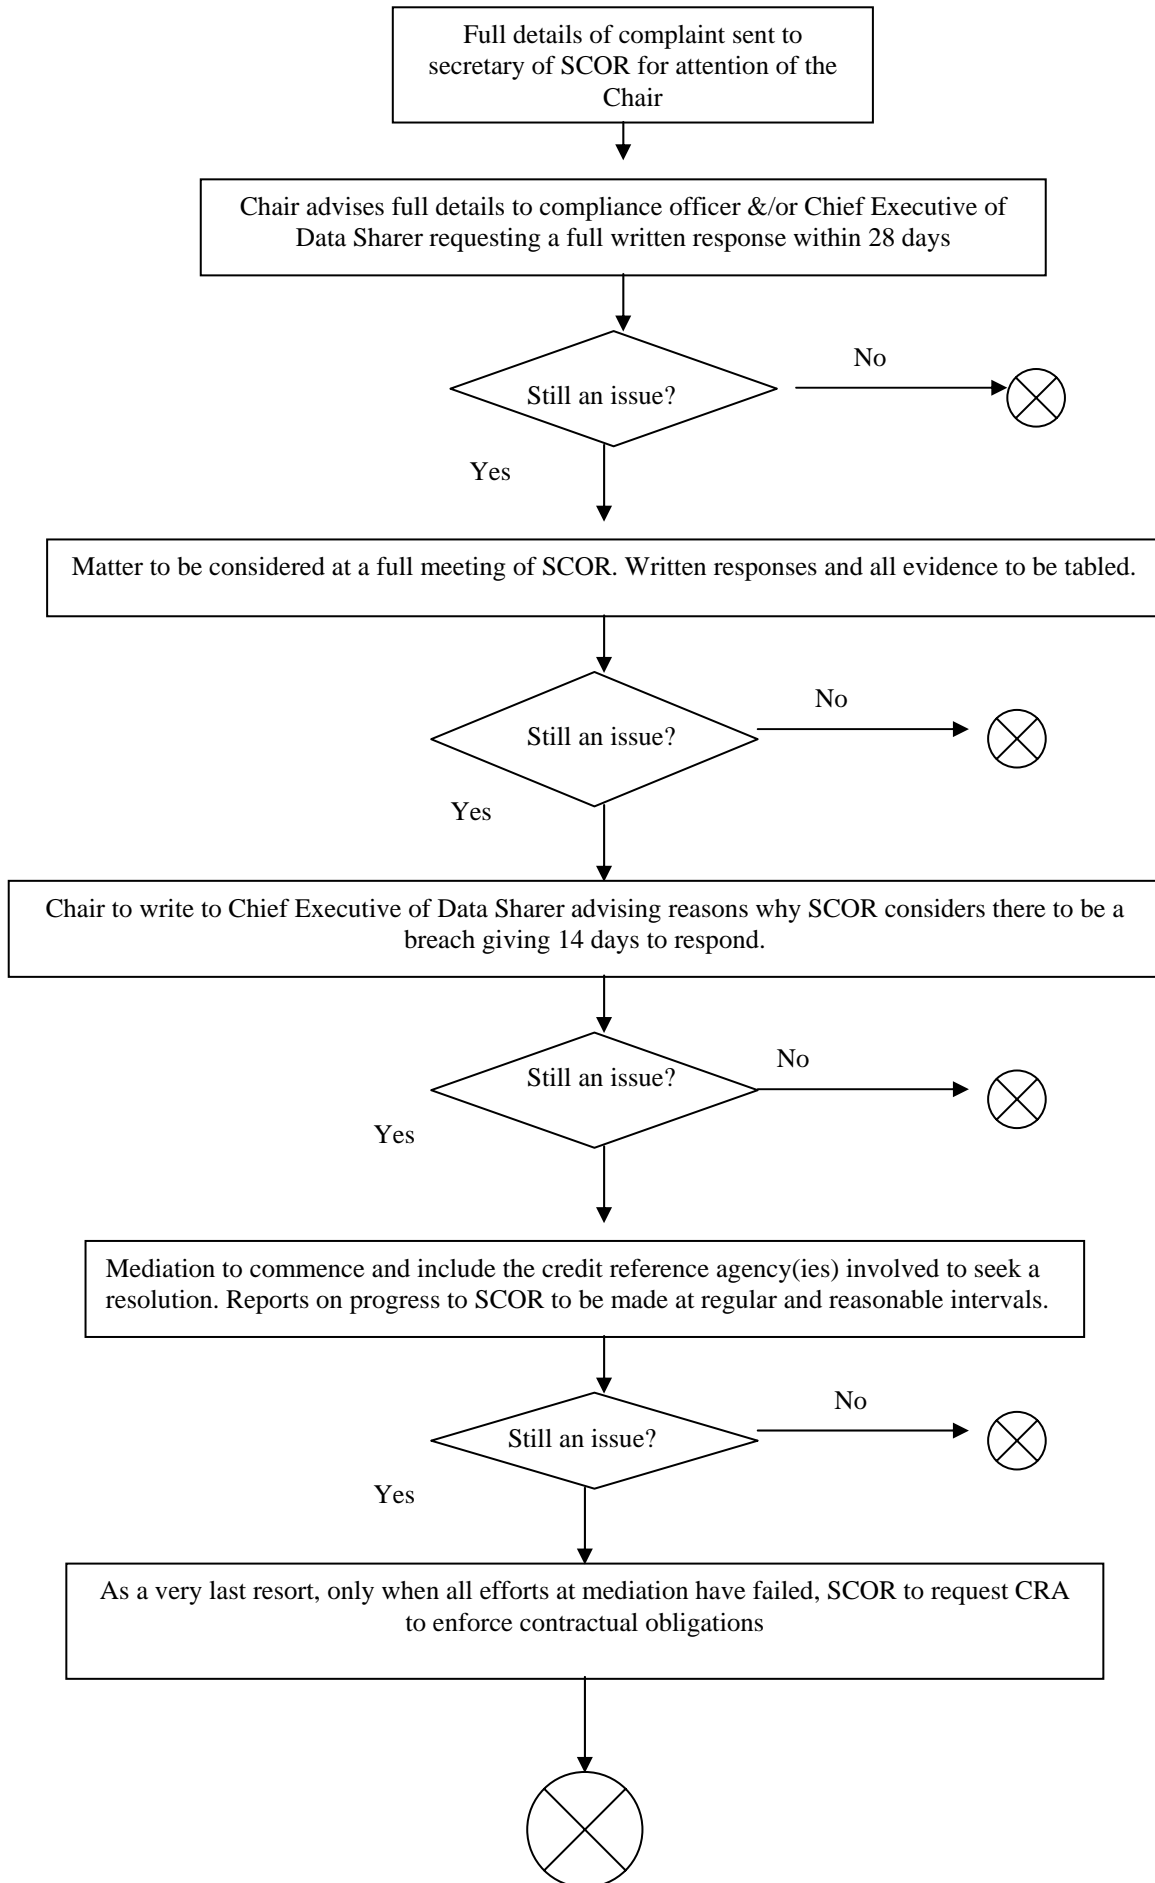 Full details of complaint sent to
secretary of SCOR for attention of the
Chair
Chair advises full details to compliance officer &/or Chief Executive of
Data Sharer requesting a full written response within 28 days
No
Still an issue?
Yes
Matter to be considered at a full meeting of SCOR. Written responses and all evidence to be tabled.
No
Still an issue?
Yes
Chair to write to Chief Executive of Data Sharer advising reasons why SCOR considers there to be a
breach giving 14 days to respond.
No
Still an issue?
Yes
Mediation to commence and include the credit reference agency(ies) involved to seek a
resolution. Reports on progress to SCOR to be made at regular and reasonable intervals.
No
Still an issue?
Yes
As a very last resort, only when all efforts at mediation have failed, SCOR to request CRA
to enforce contractual obligations